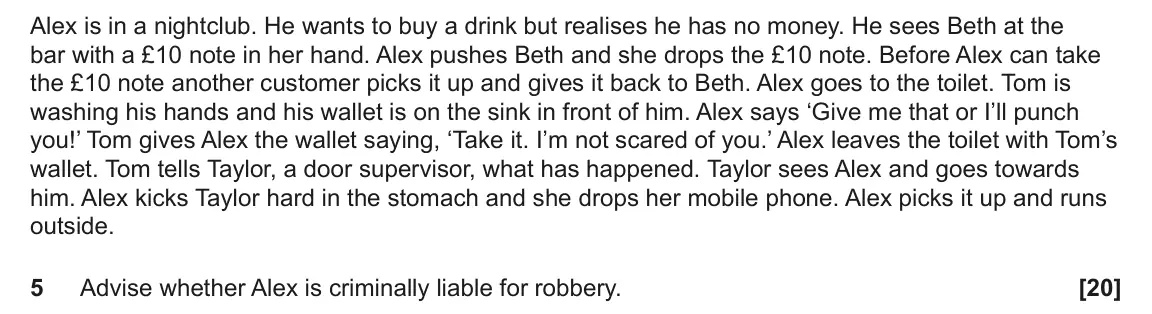 Alex is in a nightclub. He wants to buy a drink but realises he has no money. He sees Beth at the
bar with a £10 note in her hand. Alex pushes Beth and she drops the £10 note. Before Alex can take
the £10 note another customer picks it up and gives it back to Beth. Alex goes to the toilet. Tom is
washing his hands and his wallet is on the sink in front of him. Alex says ‘Give me that or I’ll punch
you!’ Tom gives Alex the wallet saying, ‘Take it. I’m not scared of you.’ Alex leaves the toilet with Tom’s
wallet. Tom tells Taylor, a door supervisor, what has happened. Taylor sees Alex and goes towards
him. Alex kicks Taylor hard in the stomach and she drops her mobile phone. Alex picks it up and runs
outside.
5 Advise whether Alex is criminally liable for robbery. [20]